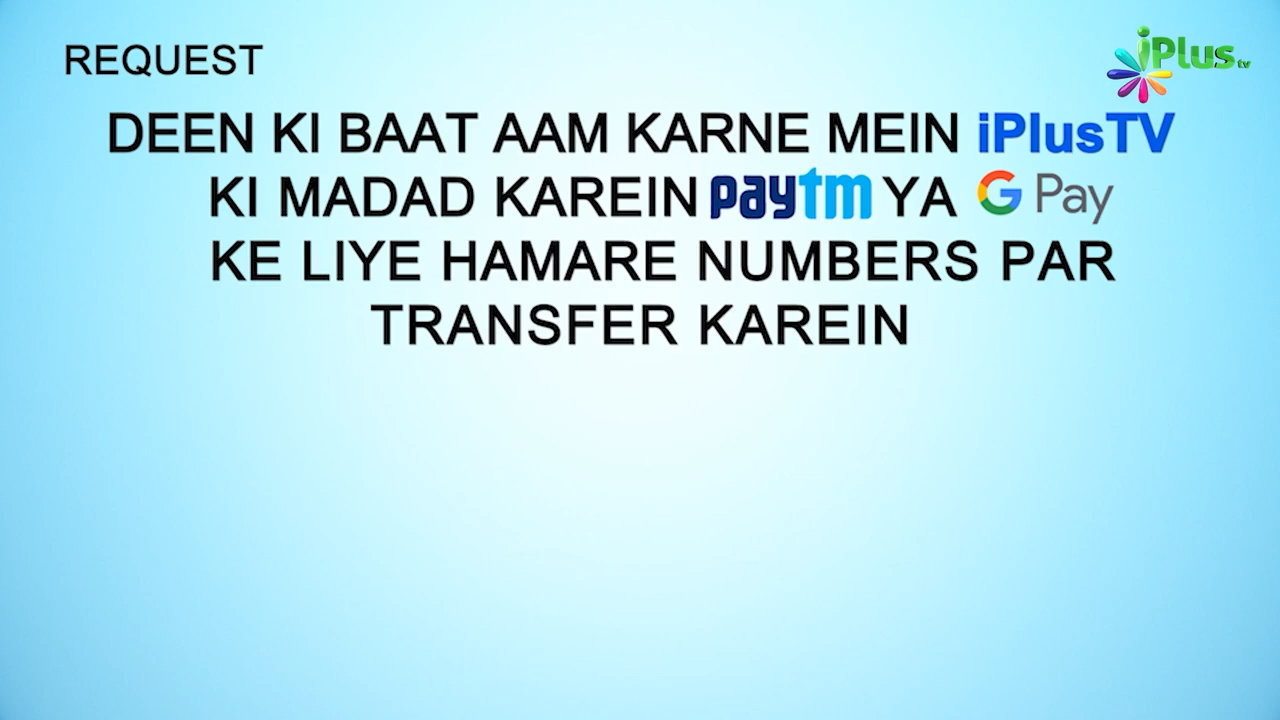 REQUEST
iPlus tv
DEEN KI BAAT AAM KARNE MEIN iPlusTV
KI MADAD KAREIN paytm YA G Pay
KE LIYE HAMARE NUMBERS PAR
TRANSFER KAREIN